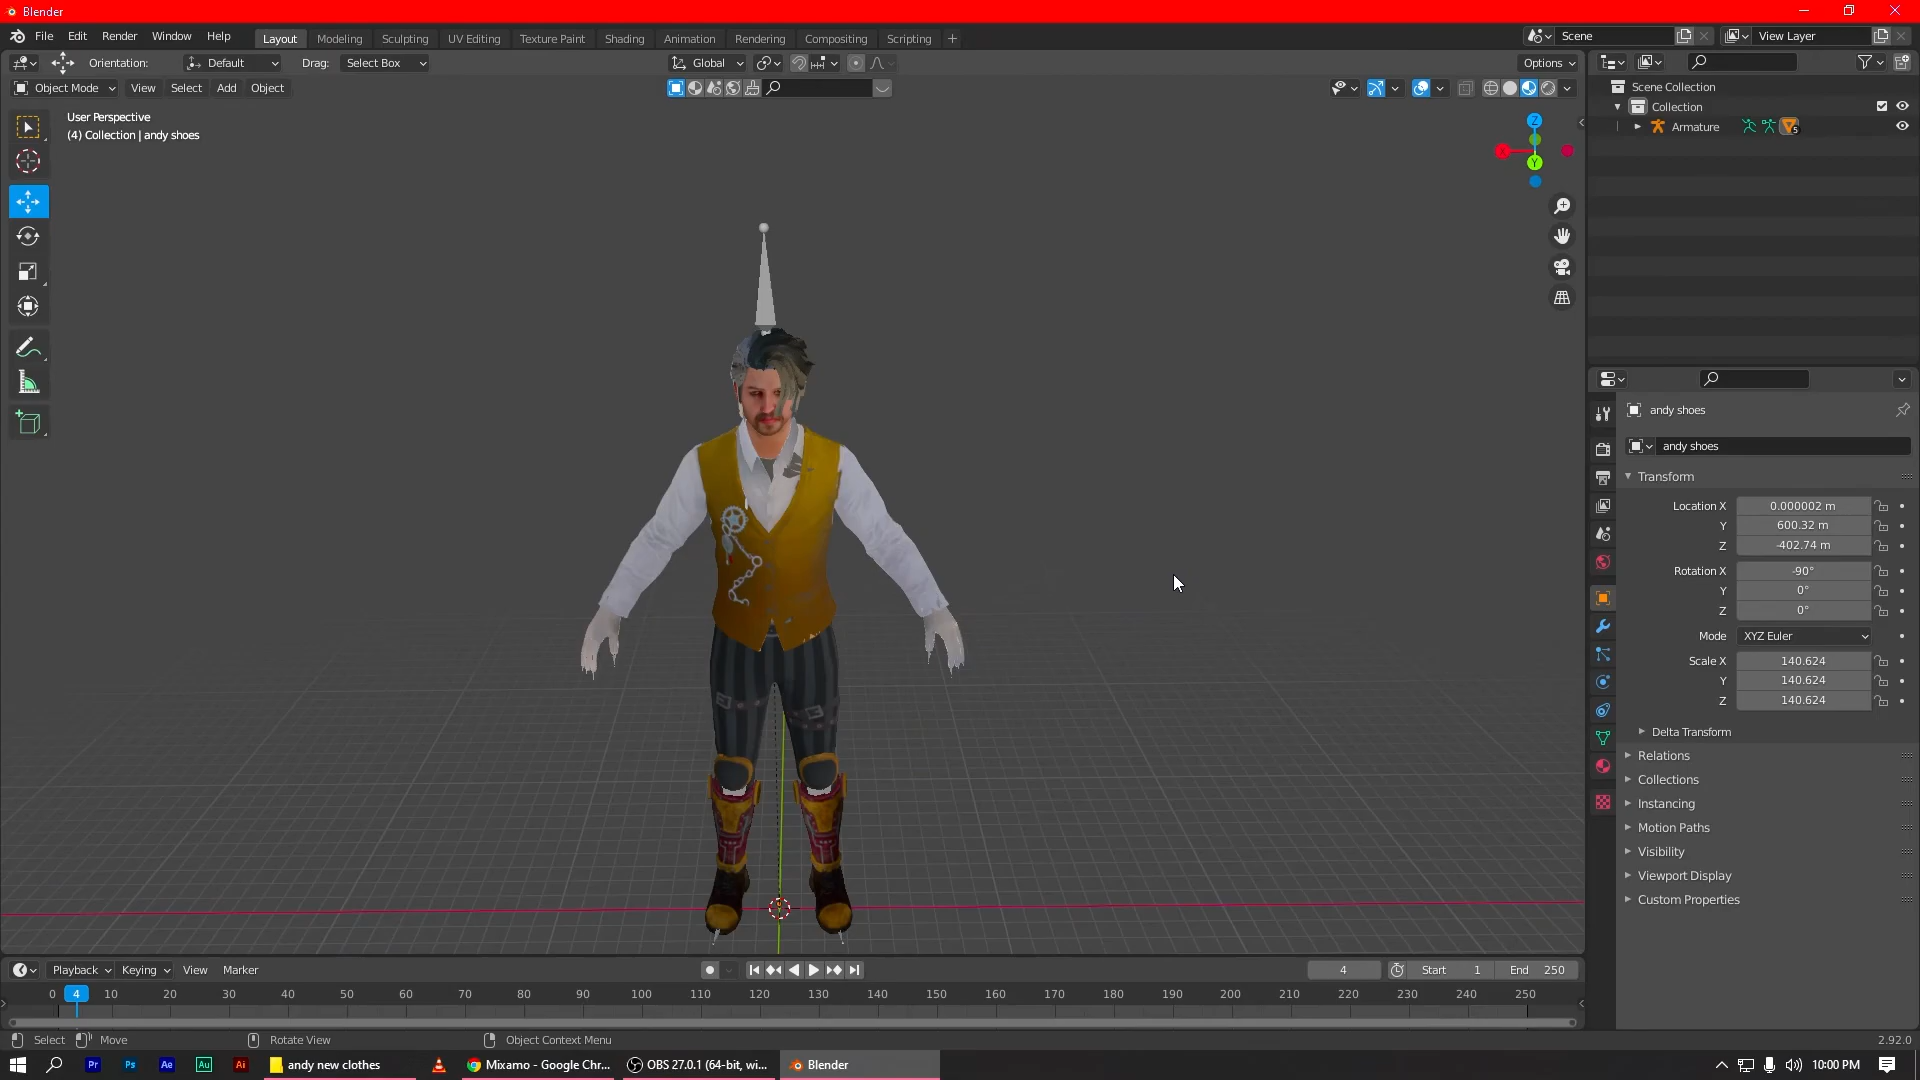 Blender
File Edit Render Window Help
Layout Modeling Sculpting UV Editing Texture Paint Shading Animation Rendering Compositing Scripting +
Scene
View Layer
Orientation: Default Drag: Select Box
Global
Options
Object Mode View Select Add Object
User Perspective
(4) Collection | andy shoes
Z
X
Y
Scene Collection
Collection
Armature
5
andy shoes
andy shoes
Transform
Location X 0.000002 m
Y 600.32 m
Z -402.74 m
Rotation X -90°
Y 0°
Z 0°
Mode XYZ Euler
Scale X 140.624
Y 140.624
Z 140.624
Delta Transform
Relations
Collections
Instancing
Motion Paths
Visibility
Viewport Display
Custom Properties
Playback Keying View Marker
4 Start 1 End 250
0 4 10 20 30 40 50 60 70 80 90 100 110 120 130 140 150 160 170 180 190 200 210 220 230 240 250
Select Move Rotate View Object Context Menu
2.92.0
Pr Ps Ae Au Ai andy new clothes Mixamo - Google Chr... OBS 27.0.1 (64-bit, wi... Blender 10:00 PM